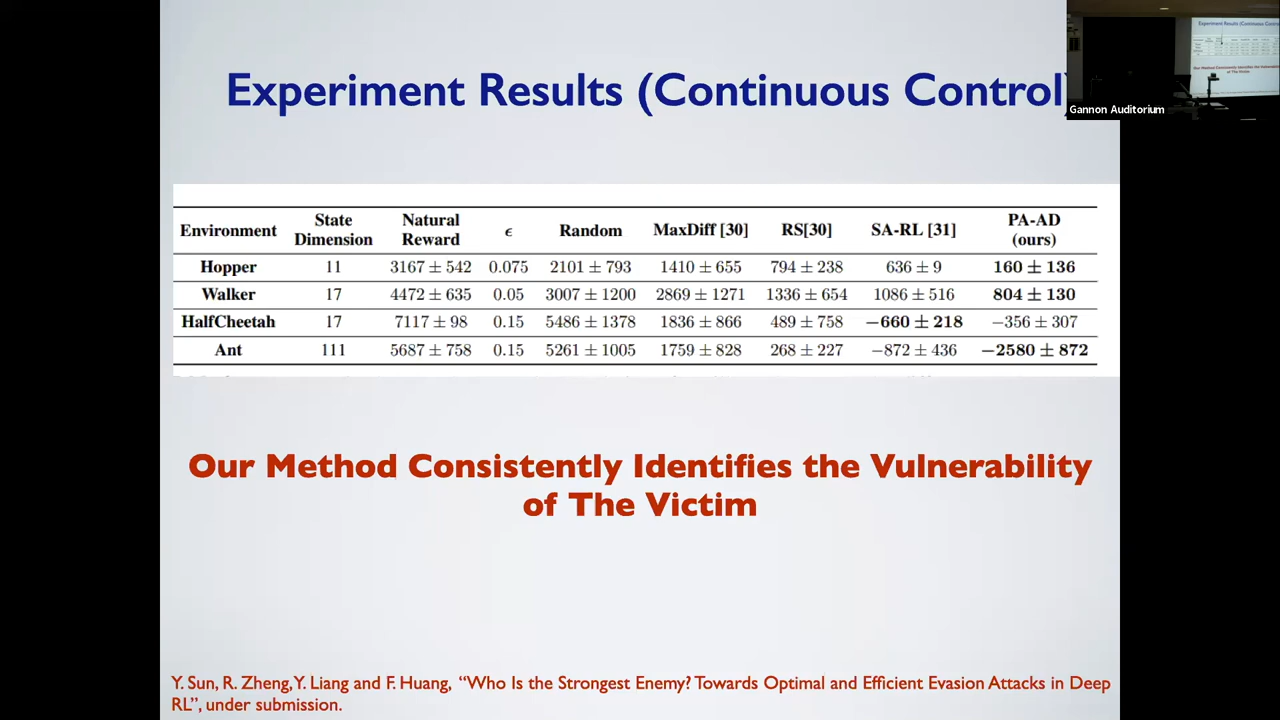 Experiment Results (Continuous Control)
Gannon Auditorium
Environment State Dimension Natural Reward ϵ Random MaxDiff [30] RS[30] SA-RL [31] PA-AD (ours)
Hopper 11 3167 ± 542 0.075 2101 ± 793 1410 ± 655 794 ± 238 636 ± 9 160 ± 136
Walker 17 4472 ± 635 0.05 3007 ± 1200 2869 ± 1271 1336 ± 654 1086 ± 516 804 ± 130
HalfCheetah 17 7117 ± 98 0.15 5486 ± 1378 1836 ± 866 489 ± 758 −660 ± 218 −356 ± 307
Ant 111 5687 ± 758 0.15 5261 ± 1005 1759 ± 828 268 ± 227 −872 ± 436 −2580 ± 872
Our Method Consistently Identifies the Vulnerability
of The Victim
Y. Sun, R. Zheng, Y. Liang and F. Huang, “Who Is the Strongest Enemy? Towards Optimal and Efficient Evasion Attacks in Deep
RL”, under submission.